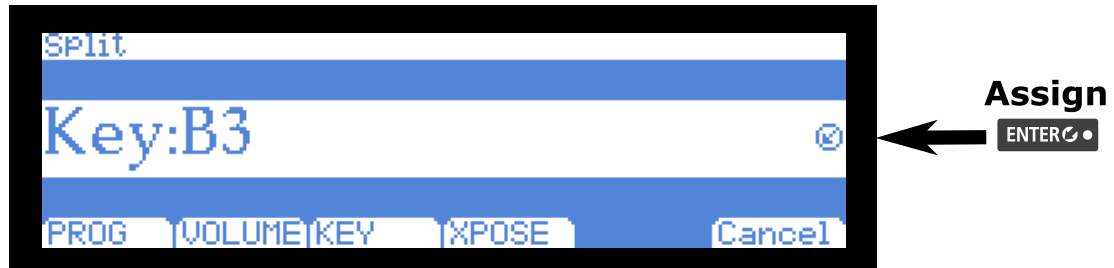 Split
Key:B3
PROG VOLUME KEY XPOSE Cancel
Assign
ENTER